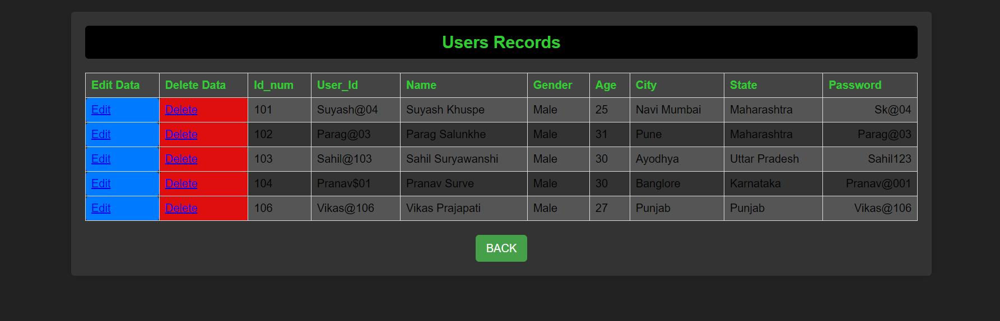 Users Records
Edit Data Delete Data Id_num User_Id Name Gender Age City State Password
Edit Delete 101 Suyash@04 Suyash Khuspe Male 25 Navi Mumbai Maharashtra Sk@04
Edit Delete 102 Parag@03 Parag Salunkhe Male 31 Pune Maharashtra Parag@03
Edit Delete 103 Sahil@103 Sahil Suryawanshi Male 30 Ayodhya Uttar Pradesh Sahil123
Edit Delete 104 Pranav$01 Pranav Surve Male 30 Banglore Karnataka Pranav@001
Edit Delete 106 Vikas@106 Vikas Prajapati Male 27 Punjab Punjab Vikas@106
BACK